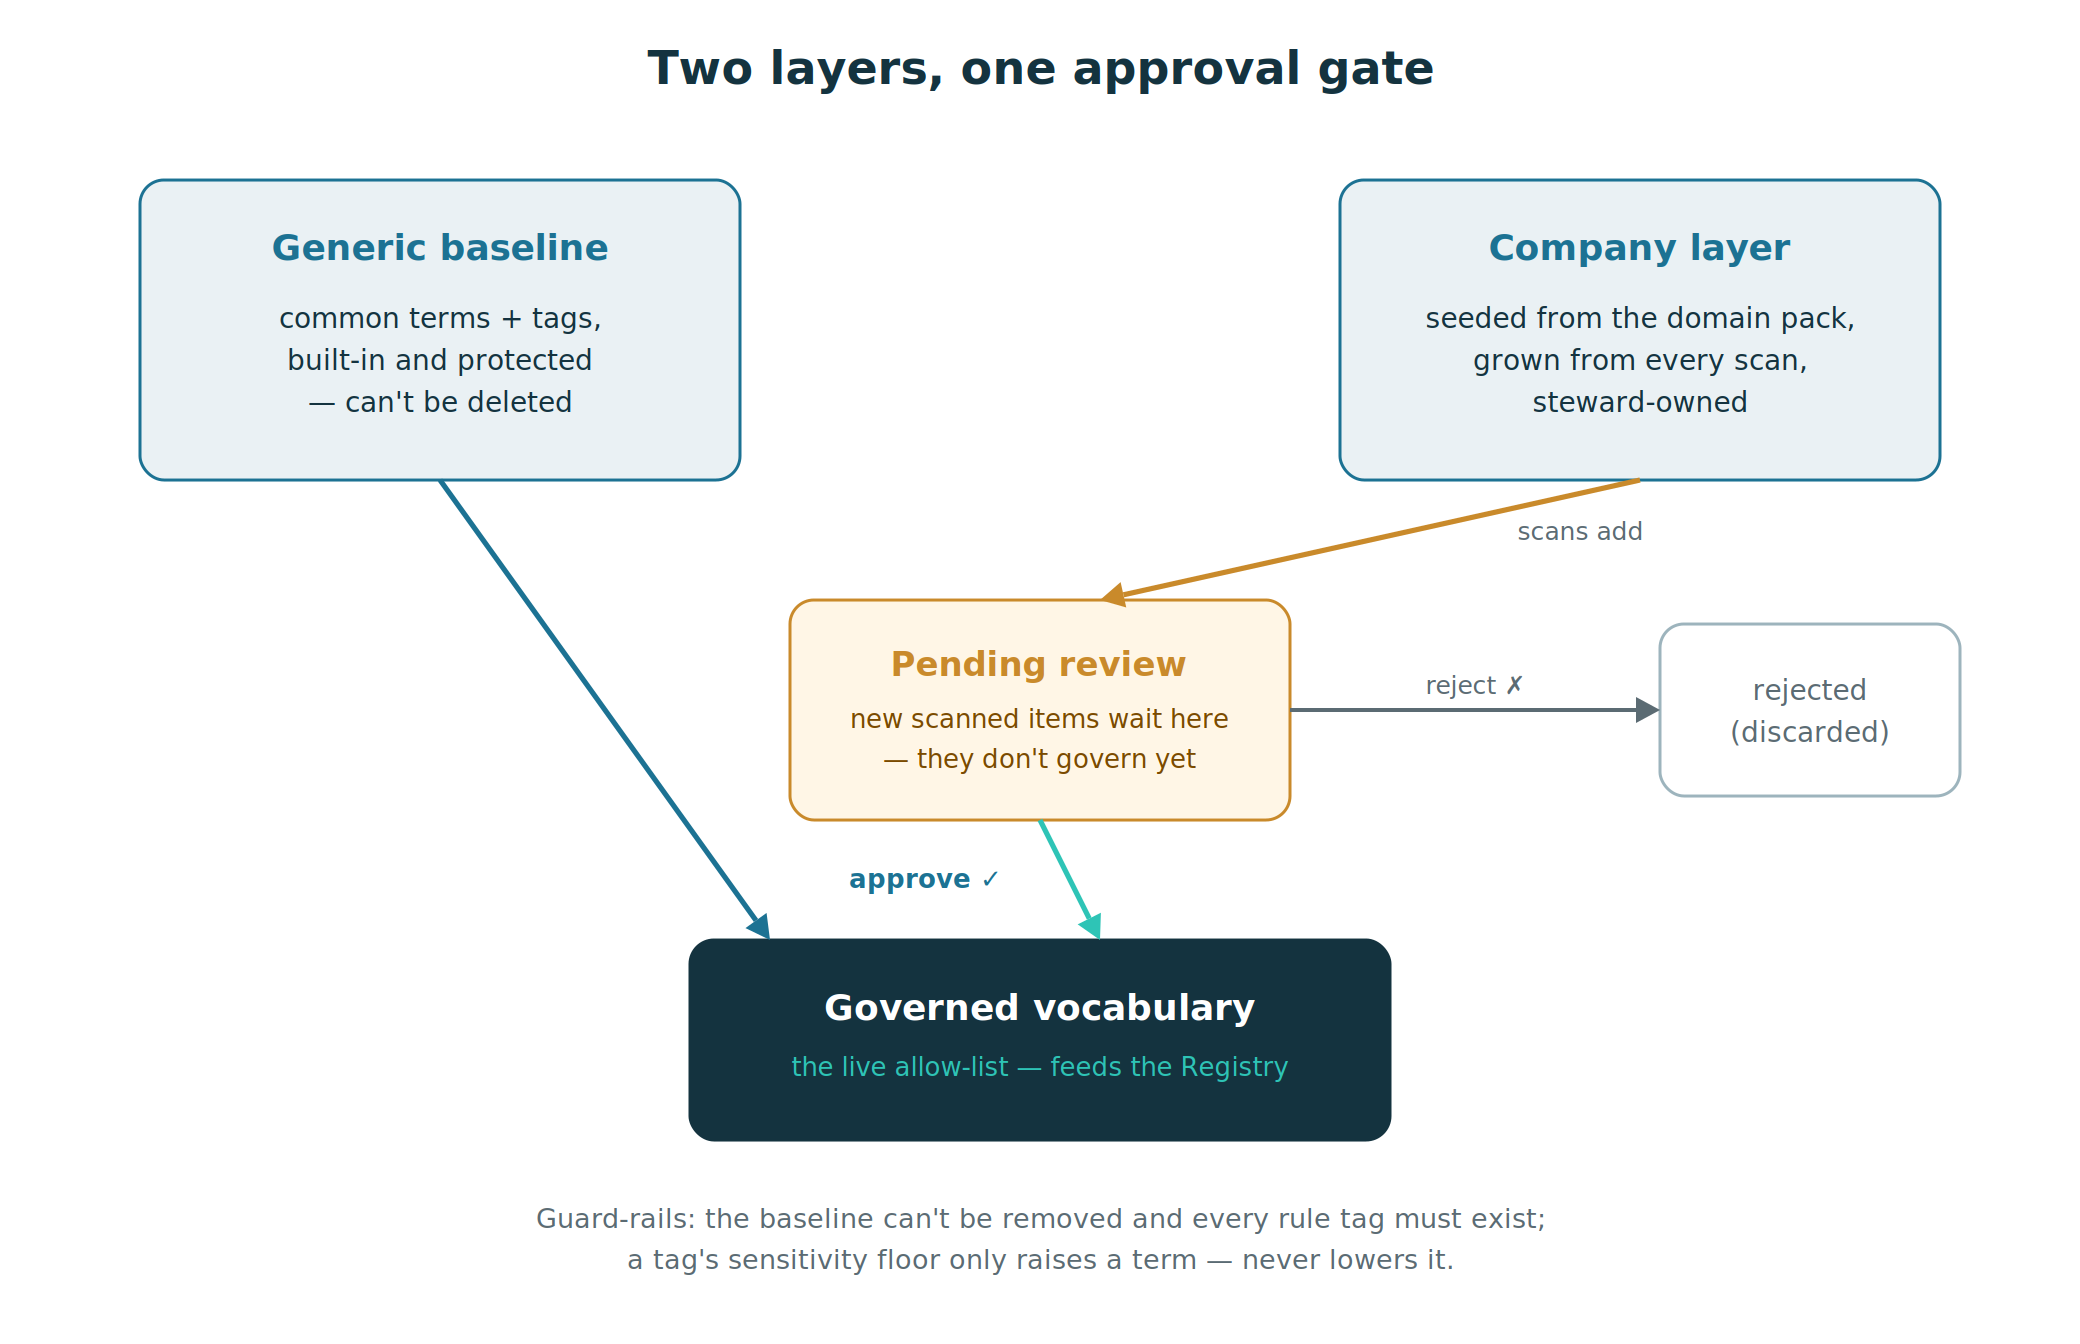 Two layers, one approval gate
Generic baseline
common terms + tags,
built-in and protected
— can't be deleted
Company layer
seeded from the domain pack,
grown from every scan,
steward-owned
scans add
Pending review
new scanned items wait here
— they don't govern yet
reject ✗
rejected
(discarded)
approve ✓
Governed vocabulary
the live allow-list — feeds the Registry
Guard-rails: the baseline can't be removed and every rule tag must exist;
a tag's sensitivity floor only raises a term — never lowers it.